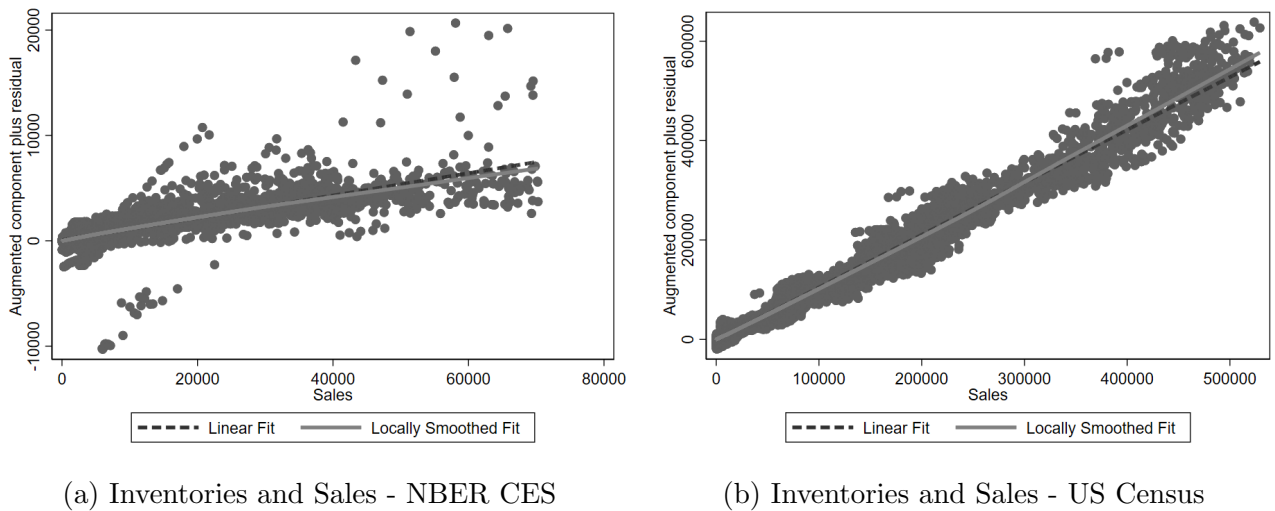 Augmented component plus residual
20000
10000
0
-10000
0 20000 40000 60000 80000
Sales
Linear Fit Locally Smoothed Fit
(a) Inventories and Sales - NBER CES
Augmented component plus residual
600000
400000
200000
0
0 100000 200000 300000 400000 500000
Sales
Linear Fit Locally Smoothed Fit
(b) Inventories and Sales - US Census